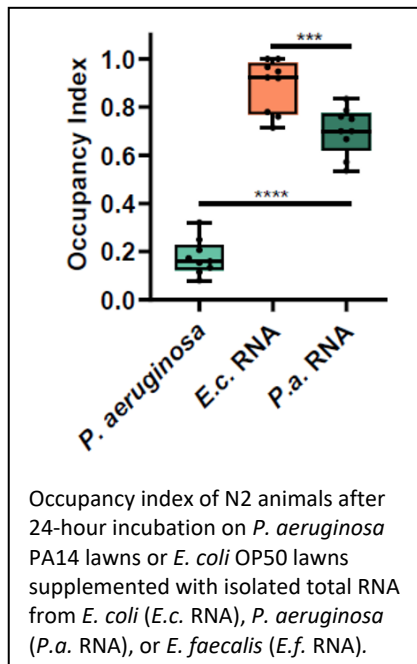 ***
1.0
0.8
0.6
0.4
0.2
0.0
Occupancy Index
****
P. aeruginosa
E.c. RNA
P.a. RNA
Occupancy index of N2 animals after
24-hour incubation on P. aeruginosa
PA14 lawns or E. coli OP50 lawns
supplemented with isolated total RNA
from E. coli (E.c. RNA), P. aeruginosa
(P.a. RNA), or E. faecalis (E.f. RNA).